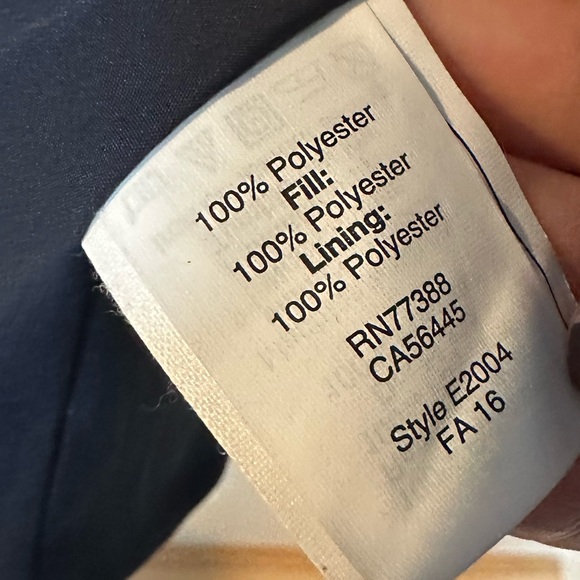 100% Polyester
Fill:
100% Polyester
Lining:
100% Polyester
RN77388
CA56445
Style E2004
FA 16